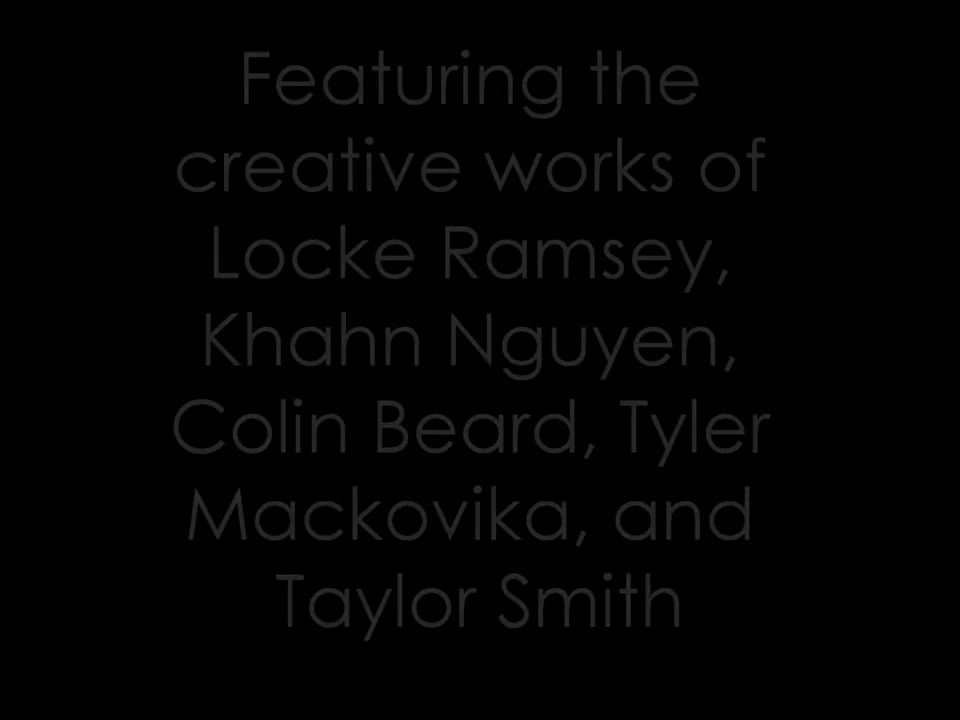 Featuring the
creative works of
Locke Ramsey,
Khahn Nguyen,
Colin Beard, Tyler
Mackovika, and
Taylor Smith